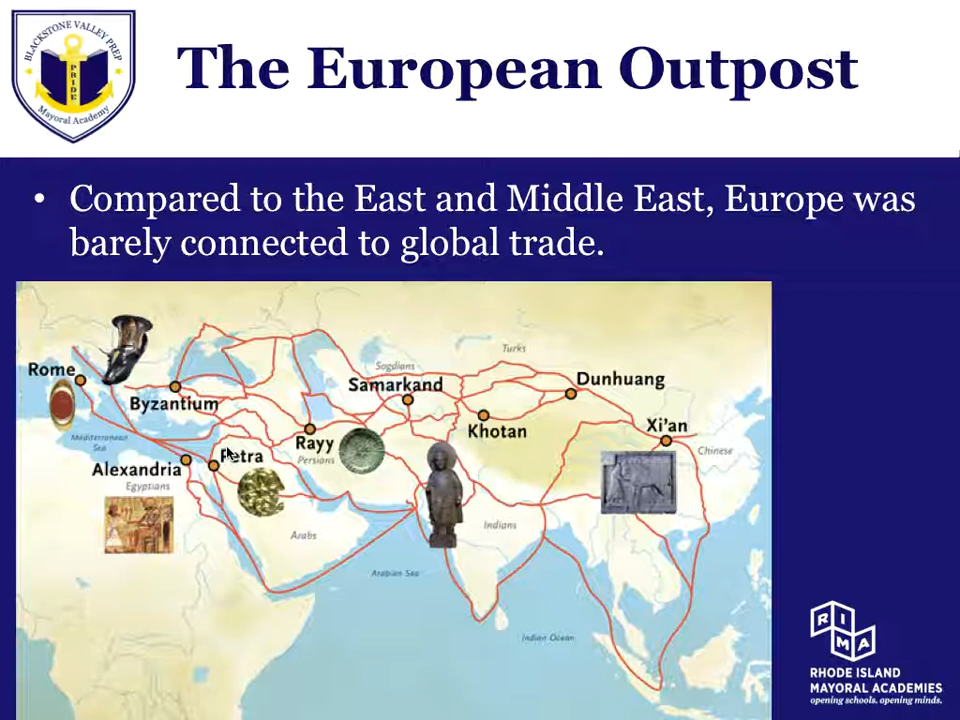 BLACKSTONE VALLEY PREP
PRIDE
Mayoral Academy
The European Outpost
• Compared to the East and Middle East, Europe was
barely connected to global trade.
Turks
Sogdians
Rome
Samarkand
Dunhuang
Byzantium
Khotan
Xi'an
Mediterranean
Sea
Rayy
Persians
Chinese
Petra
Alexandria
Egyptians
Arabs
Indians
Arabian Sea
Indian Ocean
RIMA
RHODE ISLAND
MAYORAL ACADEMIES
opening schools. opening minds.